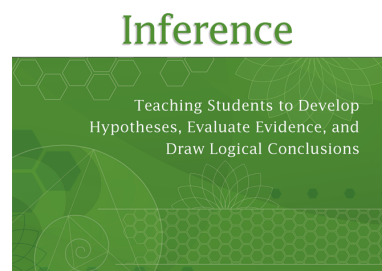 Inference
Teaching Students to Develop
Hypotheses, Evaluate Evidence, and
Draw Logical Conclusions